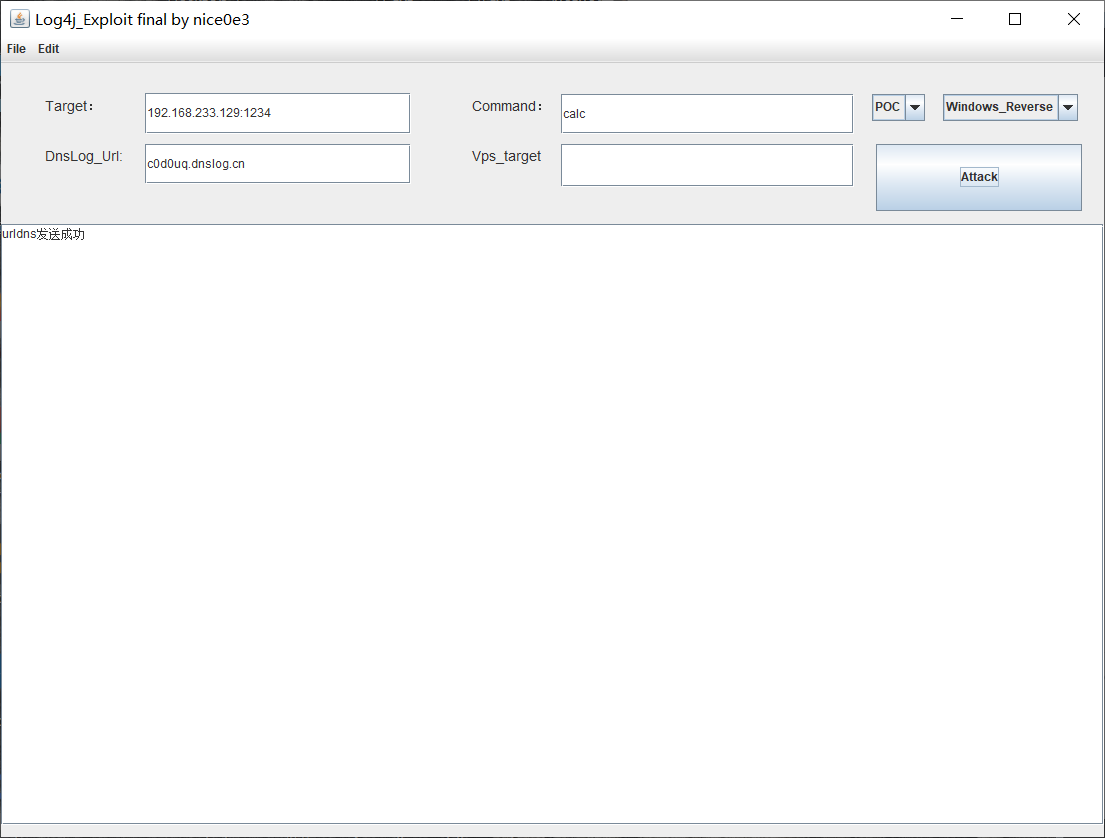 Log4j_Exploit final by nice0e3
File Edit
Target：
192.168.233.129:1234
Command：
calc
POC
Windows_Reverse
DnsLog_Url:
c0d0uq.dnslog.cn
Vps_target
Attack
urldns发送成功